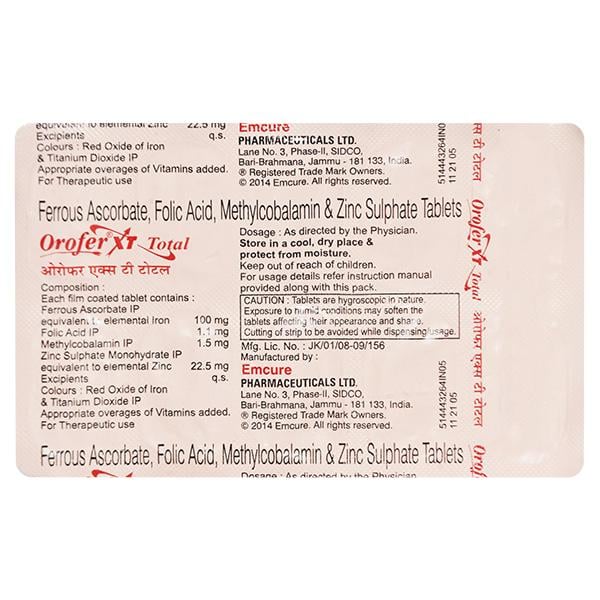 equivalent to elemental Zinc 22.5 mg
Excipients q.s.
Colours : Red Oxide of Iron
& Titanium Dioxide IP
Appropriate overages of Vitamins added.
For Therapeutic use
Emcure
PHARMACEUTICALS LTD.
Lane No. 3, Phase-II, SIDCO,
Bari-Brahmana, Jammu - 181 133, India.
® Registered Trade Mark Owners.
© 2014 Emcure. All rights reserved.
514443264IN05
11 21 05
एक्स टी टोटल
Ferrous Ascorbate, Folic Acid, Methylcobalamin & Zinc Sulphate Tablets
Orofer® XT Total
ओरोफर एक्स टी टोटल
Composition :
Each film coated tablet contains :
Ferrous Ascorbate IP
equivalent to elemental Iron 100 mg
Folic Acid IP 1.1 mg
Methylcobalamin IP 1.5 mg
Zinc Sulphate Monohydrate IP
equivalent to elemental Zinc 22.5 mg
Excipients q.s.
Colours : Red Oxide of Iron
& Titanium Dioxide IP
Appropriate overages of Vitamins added.
For Therapeutic use
Dosage : As directed by the Physician.
Store in a cool, dry place &
protect from moisture.
Keep out of reach of children.
For usage details refer instruction manual
provided along with this pack.
CAUTION : Tablets are hygroscopic in nature.
Exposure to humid conditions may soften the
tablets affecting their appearance and shape.
Cutting of strip to be avoided while dispensing/usage.
Mfg. Lic. No. : JK/01/08-09/156
Manufactured by :
Emcure
PHARMACEUTICALS LTD.
Lane No. 3, Phase-II, SIDCO,
Bari-Brahmana, Jammu - 181 133, India.
® Registered Trade Mark Owners.
© 2014 Emcure. All rights reserved.
514443264IN05
11 21 05
Orofer® XT Total
ओरोफर एक्स टी टोटल
Ferrous Ascorbate, Folic Acid, Methylcobalamin & Zinc Sulphate Tablets
Dosage : As directed by the Physician.
Orofer